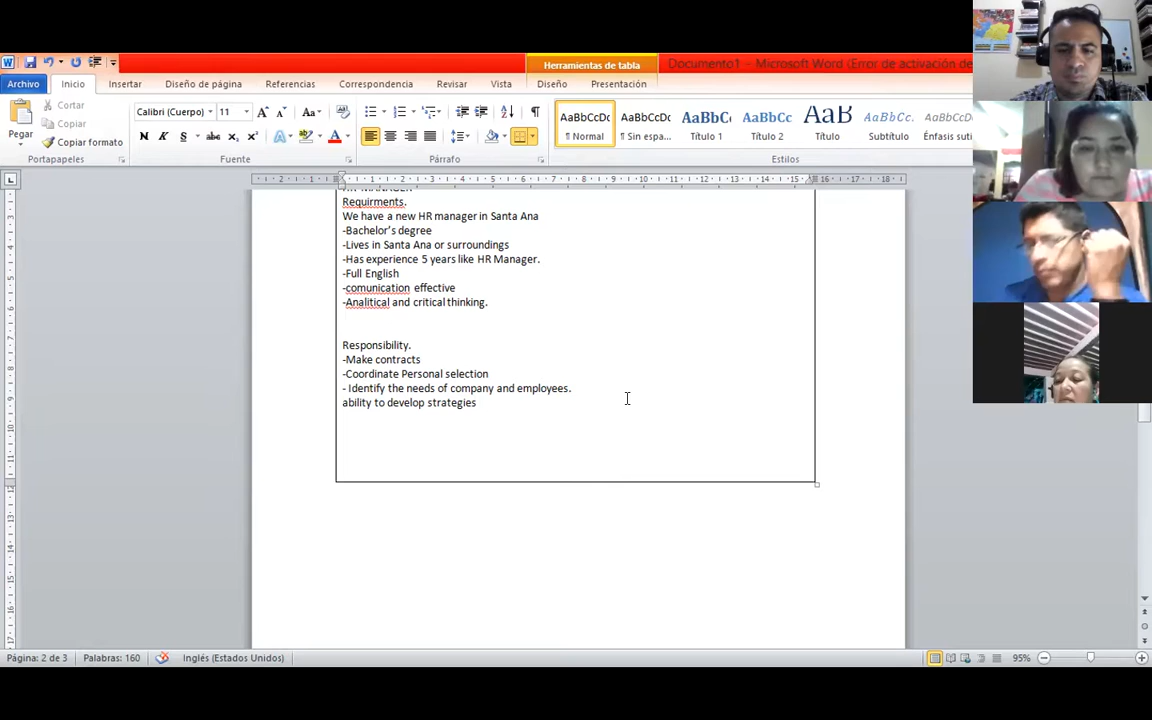 Herramientas de tabla
Documento1 - Microsoft Word (Error de activación de
Archivo
Inicio
Insertar
Diseño de página
Referencias
Correspondencia
Revisar
Vista
Diseño
Presentación
Pegar
Cortar
Copiar
Copiar formato
Portapapeles
Calibri (Cuerpo)
11
Fuente
Párrafo
AaBbCcDc
¶ Normal
AaBbCcDc
¶ Sin espa...
AaBbC
Título 1
AaBbCc
Título 2
AaB
Título
AaBbCc.
Subtítulo
AaBbCcDc
Énfasis sutil
Estilos
HR MANAGER
Requirments.
We have a new HR manager in Santa Ana
-Bachelor's degree
-Lives in Santa Ana or surroundings
-Has experience 5 years like HR Manager.
-Full English
-comunication effective
-Analitical and critical thinking.
Responsibility.
-Make contracts
-Coordinate Personal selection
- Identify the needs of company and employees.
ability to develop strategies
Página: 2 de 3
Palabras: 160
Inglés (Estados Unidos)
95%